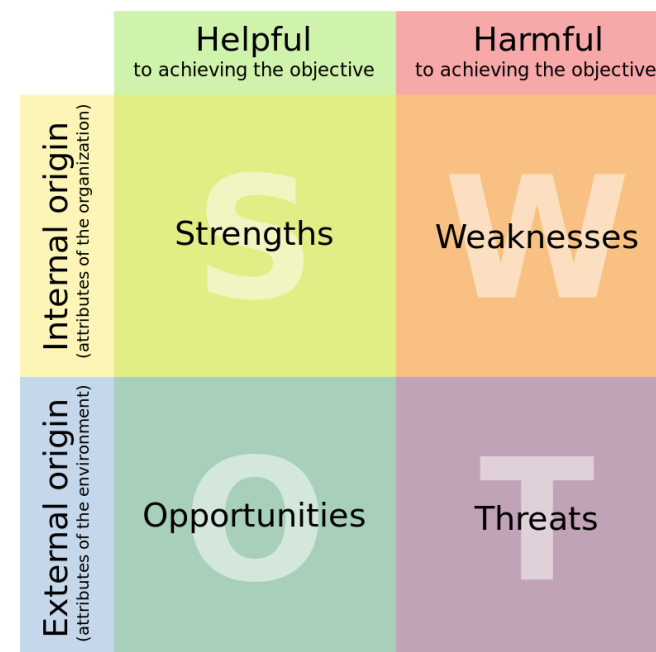 Helpful
to achieving the objective
Harmful
to achieving the objective
Internal origin
(attributes of the organization)
S
Strengths
W
Weaknesses
External origin
(attributes of the environment)
O
Opportunities
T
Threats